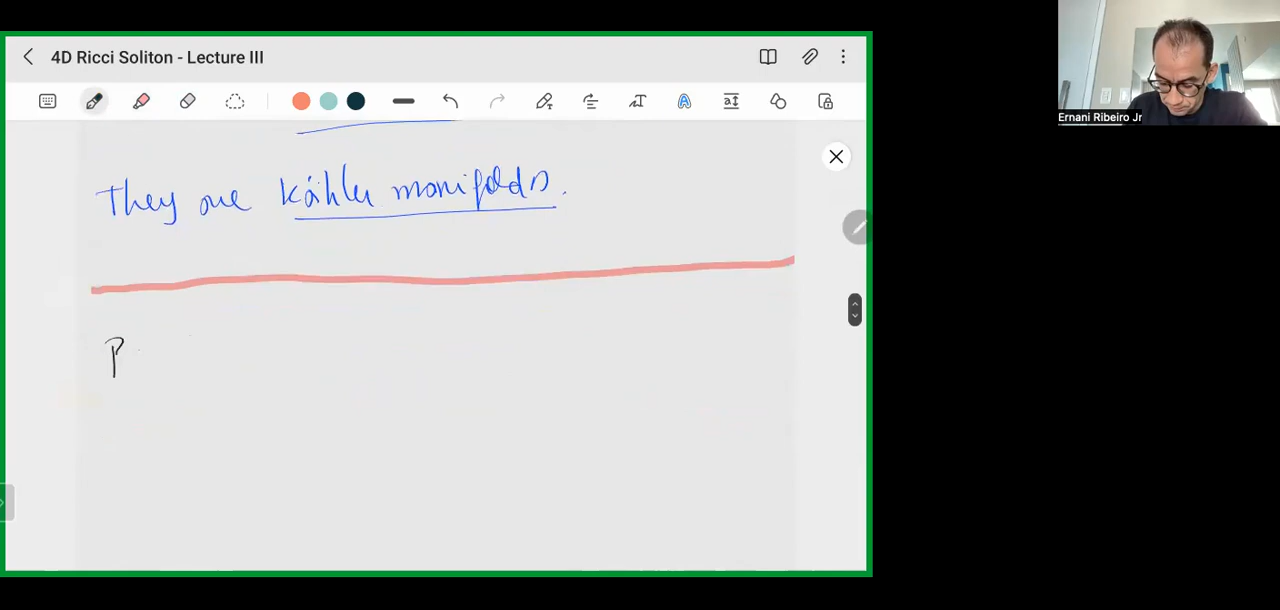 4D Ricci Soliton - Lecture III
Ernani Ribeiro Jr
They are Kähler manifolds.
P